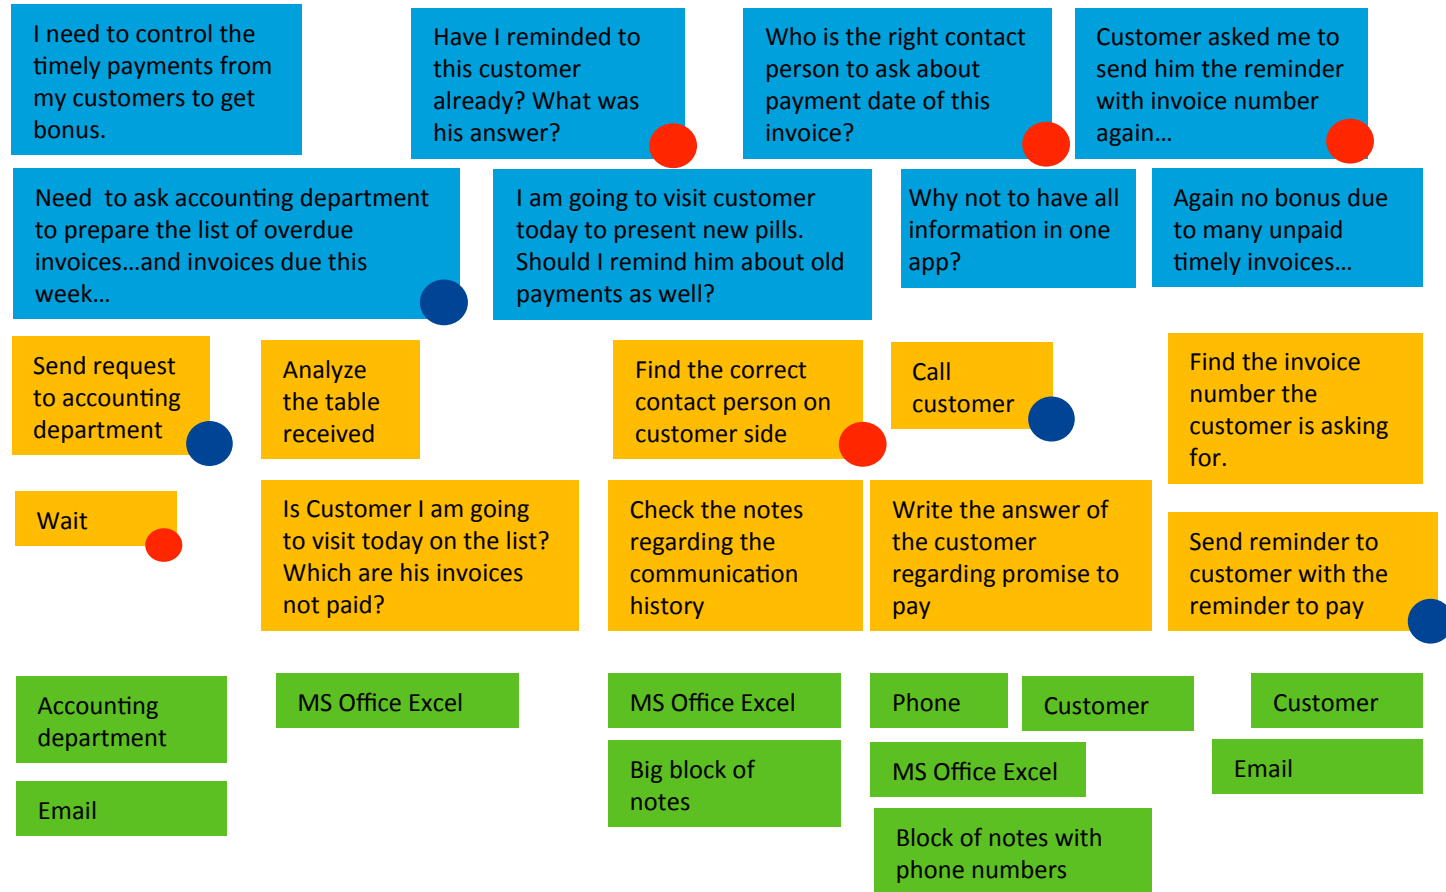 I need to control the
timely payments from
my customers to get
bonus.
Have I reminded to
this customer
already? What was
his answer?
Who is the right contact
person to ask about
payment date of this
invoice?
Customer asked me to
send him the reminder
with invoice number
again…
Need  to ask accounting department
to prepare the list of overdue
invoices…and invoices due this
week…
I am going to visit customer
today to present new pills.
Should I remind him about old
payments as well?
Why not to have all
information in one
app?
Again no bonus due
to many unpaid
timely invoices…
Send request
to accounting
department
Analyze
the table
received
Find the correct
contact person on
customer side
Call
customer
Find the invoice
number the
customer is asking
for.
Wait
Is Customer I am going
to visit today on the list?
Which are his invoices
not paid?
Check the notes
regarding the
communication
history
Write the answer of
the customer
regarding promise to
pay
Send reminder to
customer with the
reminder to pay
Accounting
department
Email
MS Office Excel
MS Office Excel
Big block of
notes
Phone
Customer
MS Office Excel
Block of notes with
phone numbers
Customer
Email